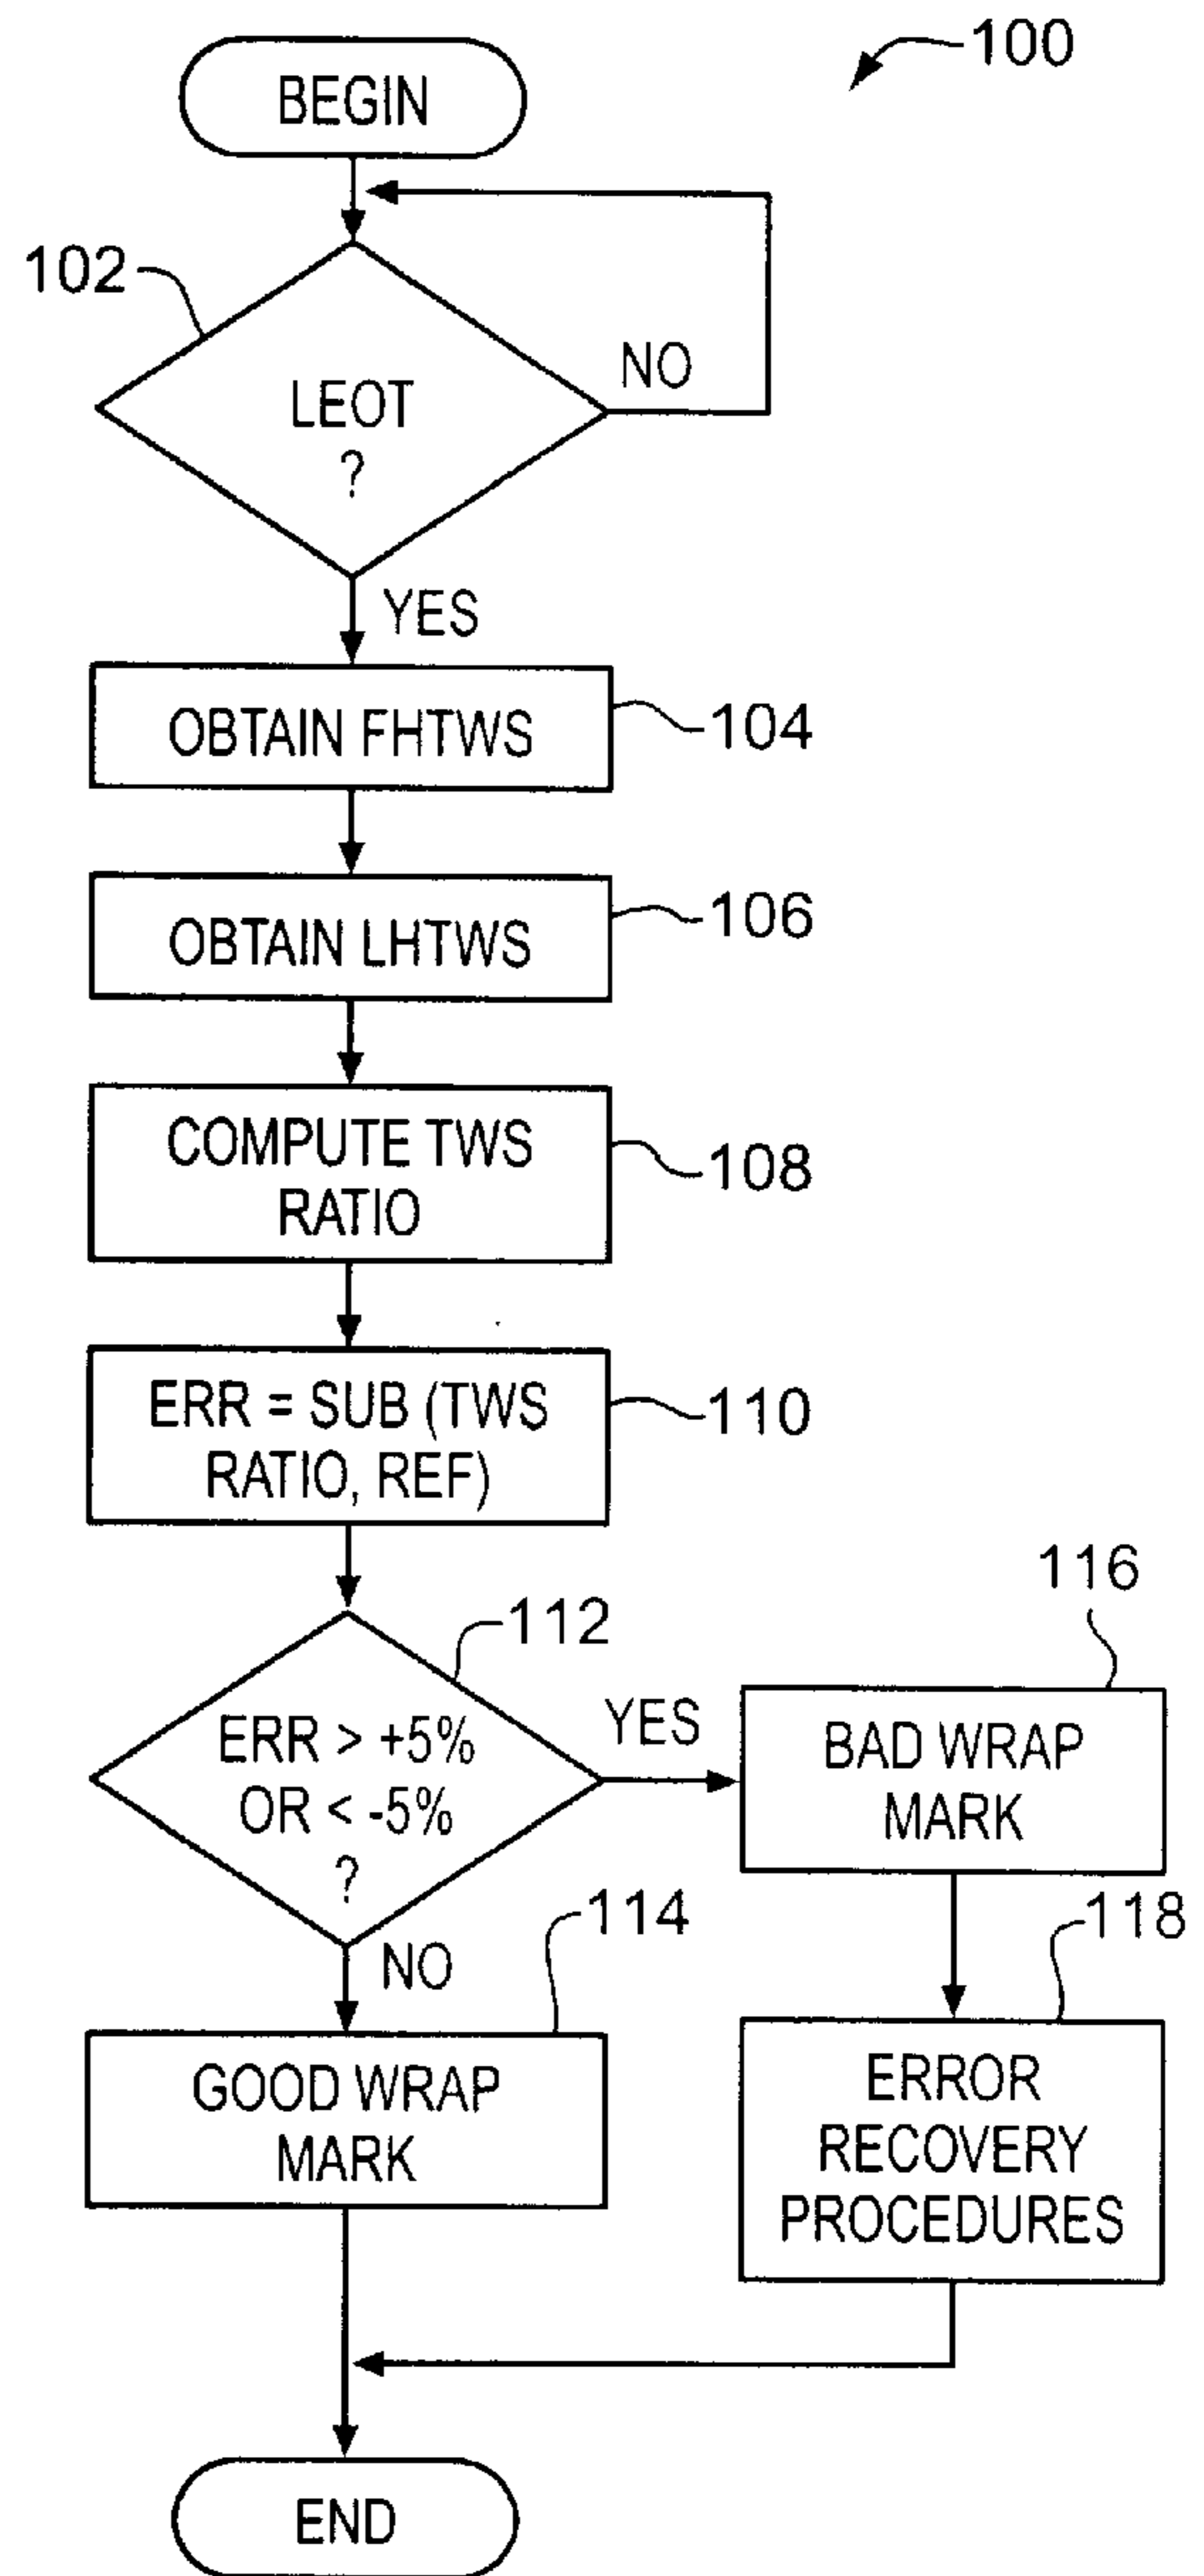 100
BEGIN
102
LEOT
?
NO
YES
OBTAIN FHTWS
104
OBTAIN LHTWS
106
COMPUTE TWS
RATIO
108
ERR = SUB (TWS
RATIO, REF)
110
112
ERR > +5%
OR < -5%
?
YES
NO
116
BAD WRAP
MARK
114
GOOD WRAP
MARK
118
ERROR
RECOVERY
PROCEDURES
END